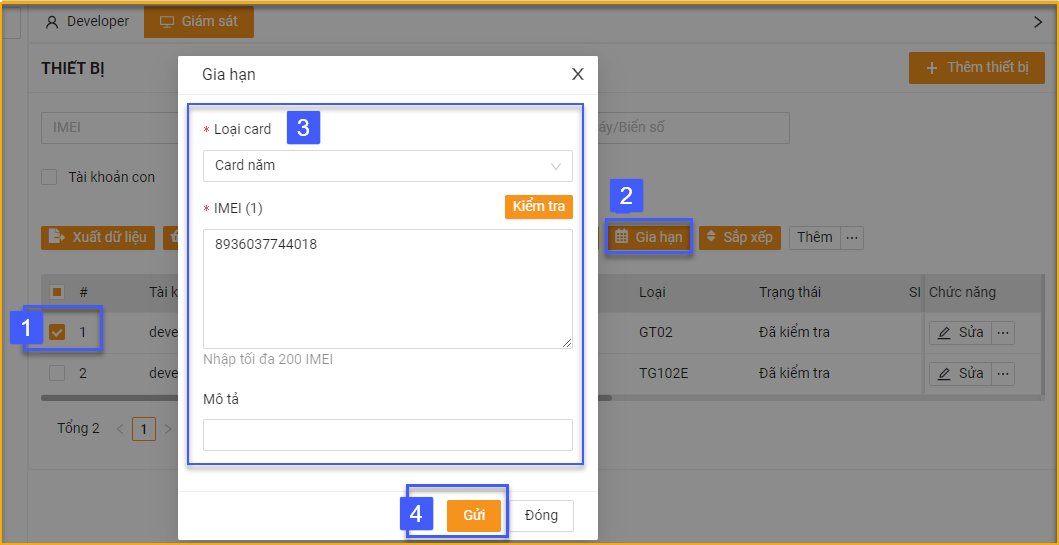 Developer
Giám sát
THIẾT BỊ
Thêm thiết bị
IMEI
áy/Biển số
Tài khoản con
Xuất dữ liệu
2
Gia hạn
Sắp xếp
Thêm
···
#
Tài k
Loại
Trạng thái
SI
Chức năng
1
1
deve
GT02
Đã kiểm tra
Sửa
···
2
deve
TG102E
Đã kiểm tra
Sửa
···
Tổng 2
<
1
>
Gia hạn
X
* Loại card
3
Card năm
* IMEI (1)
Kiểm tra
8936037744018
Nhập tối đa 200 IMEI
Mô tả
4
Gửi
Đóng